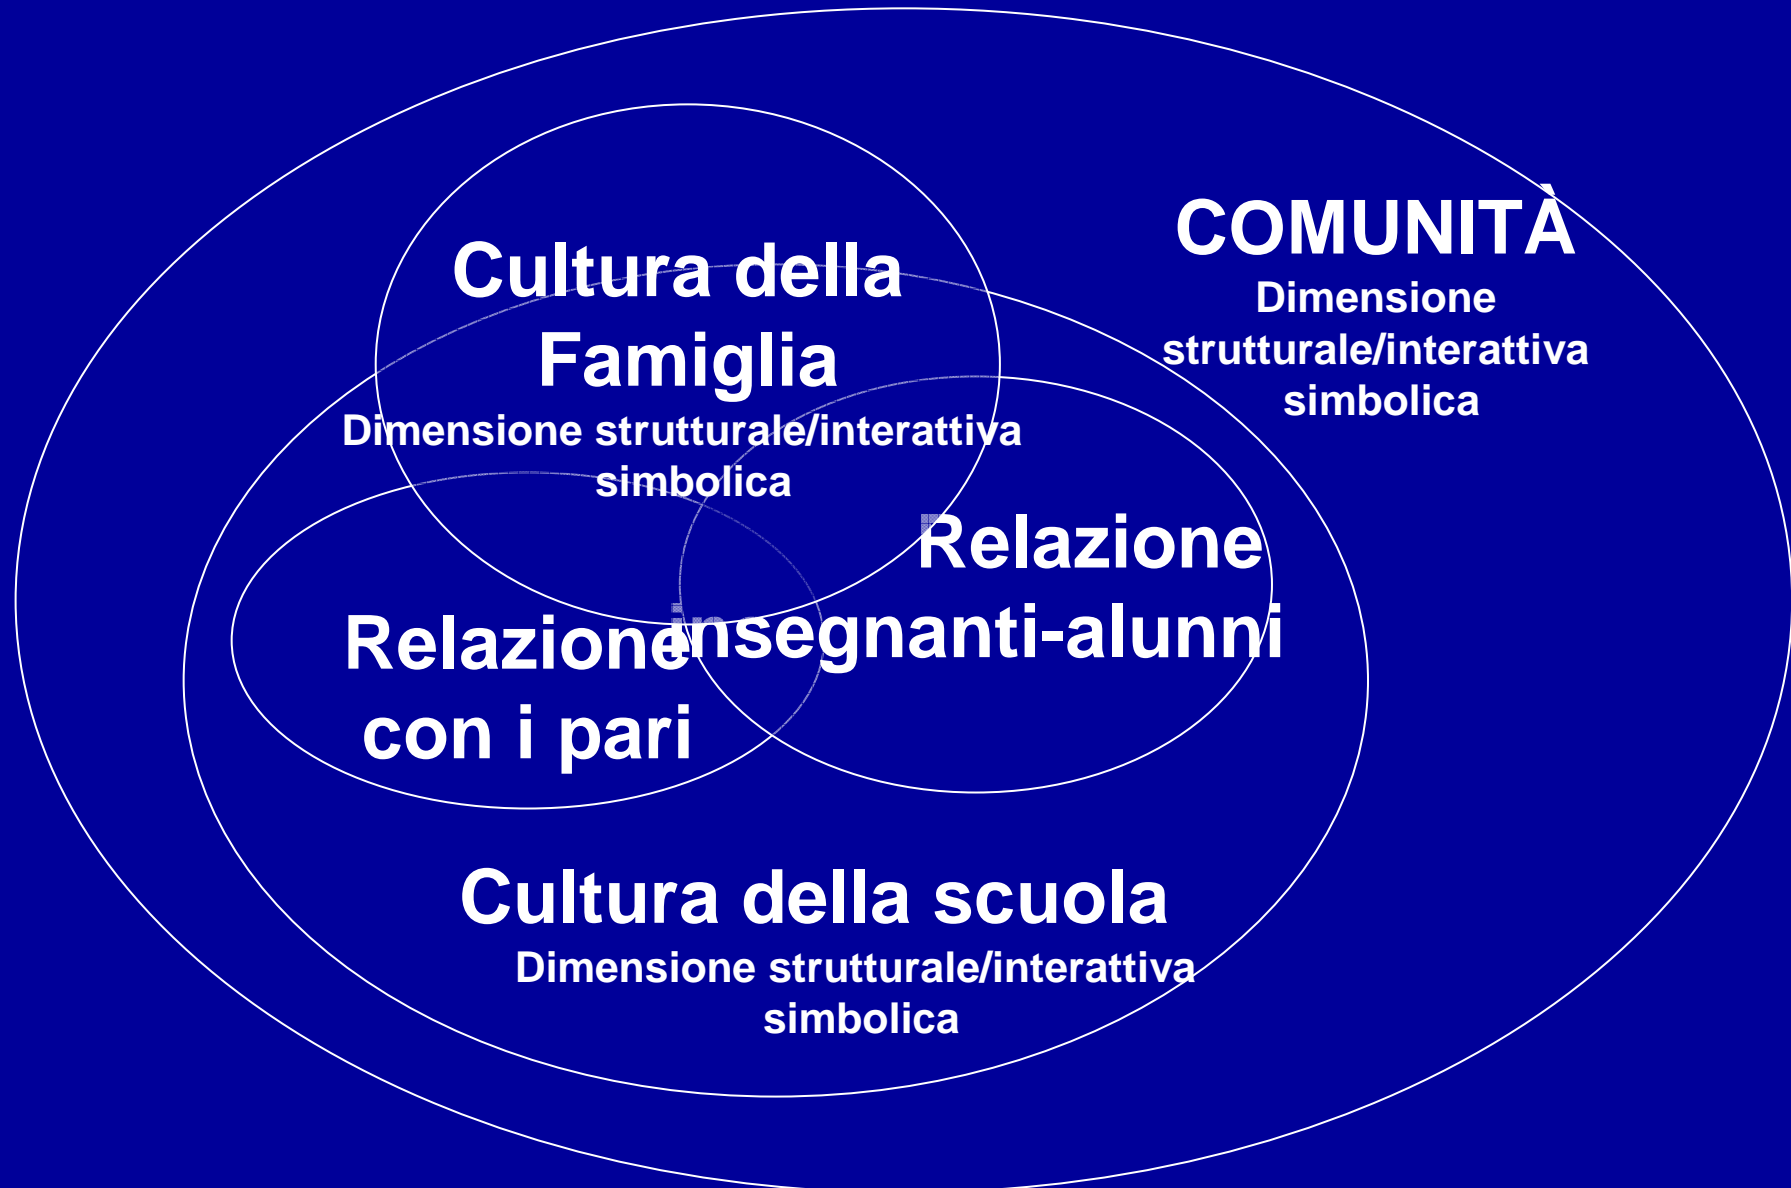 COMUNITÀ
Dimensione
strutturale/interattiva
simbolica
Cultura della
Famiglia
Dimensione strutturale/interattiva
simbolica
Relazione
insegnanti-alunni
Relazione
con i pari
Cultura della scuola
Dimensione strutturale/interattiva
simbolica